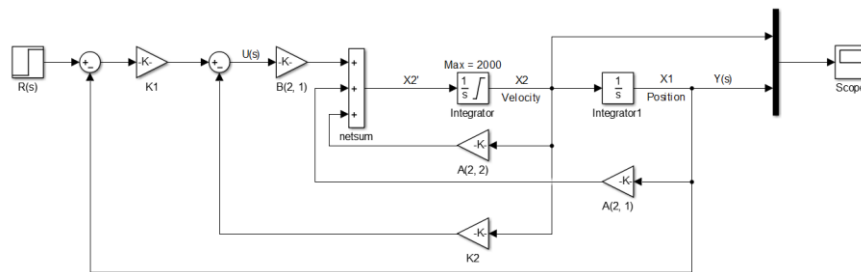 R(s)
+
−
-K-
K1
+
−
U(s)
-K-
B(2, 1)
+
+
+
netsum
X2'
Max = 2000
1
s
Integrator
X2
Velocity
1
s
Integrator1
X1
Position
Y(s)
Scope
-K-
A(2, 2)
-K-
A(2, 1)
-K-
K2